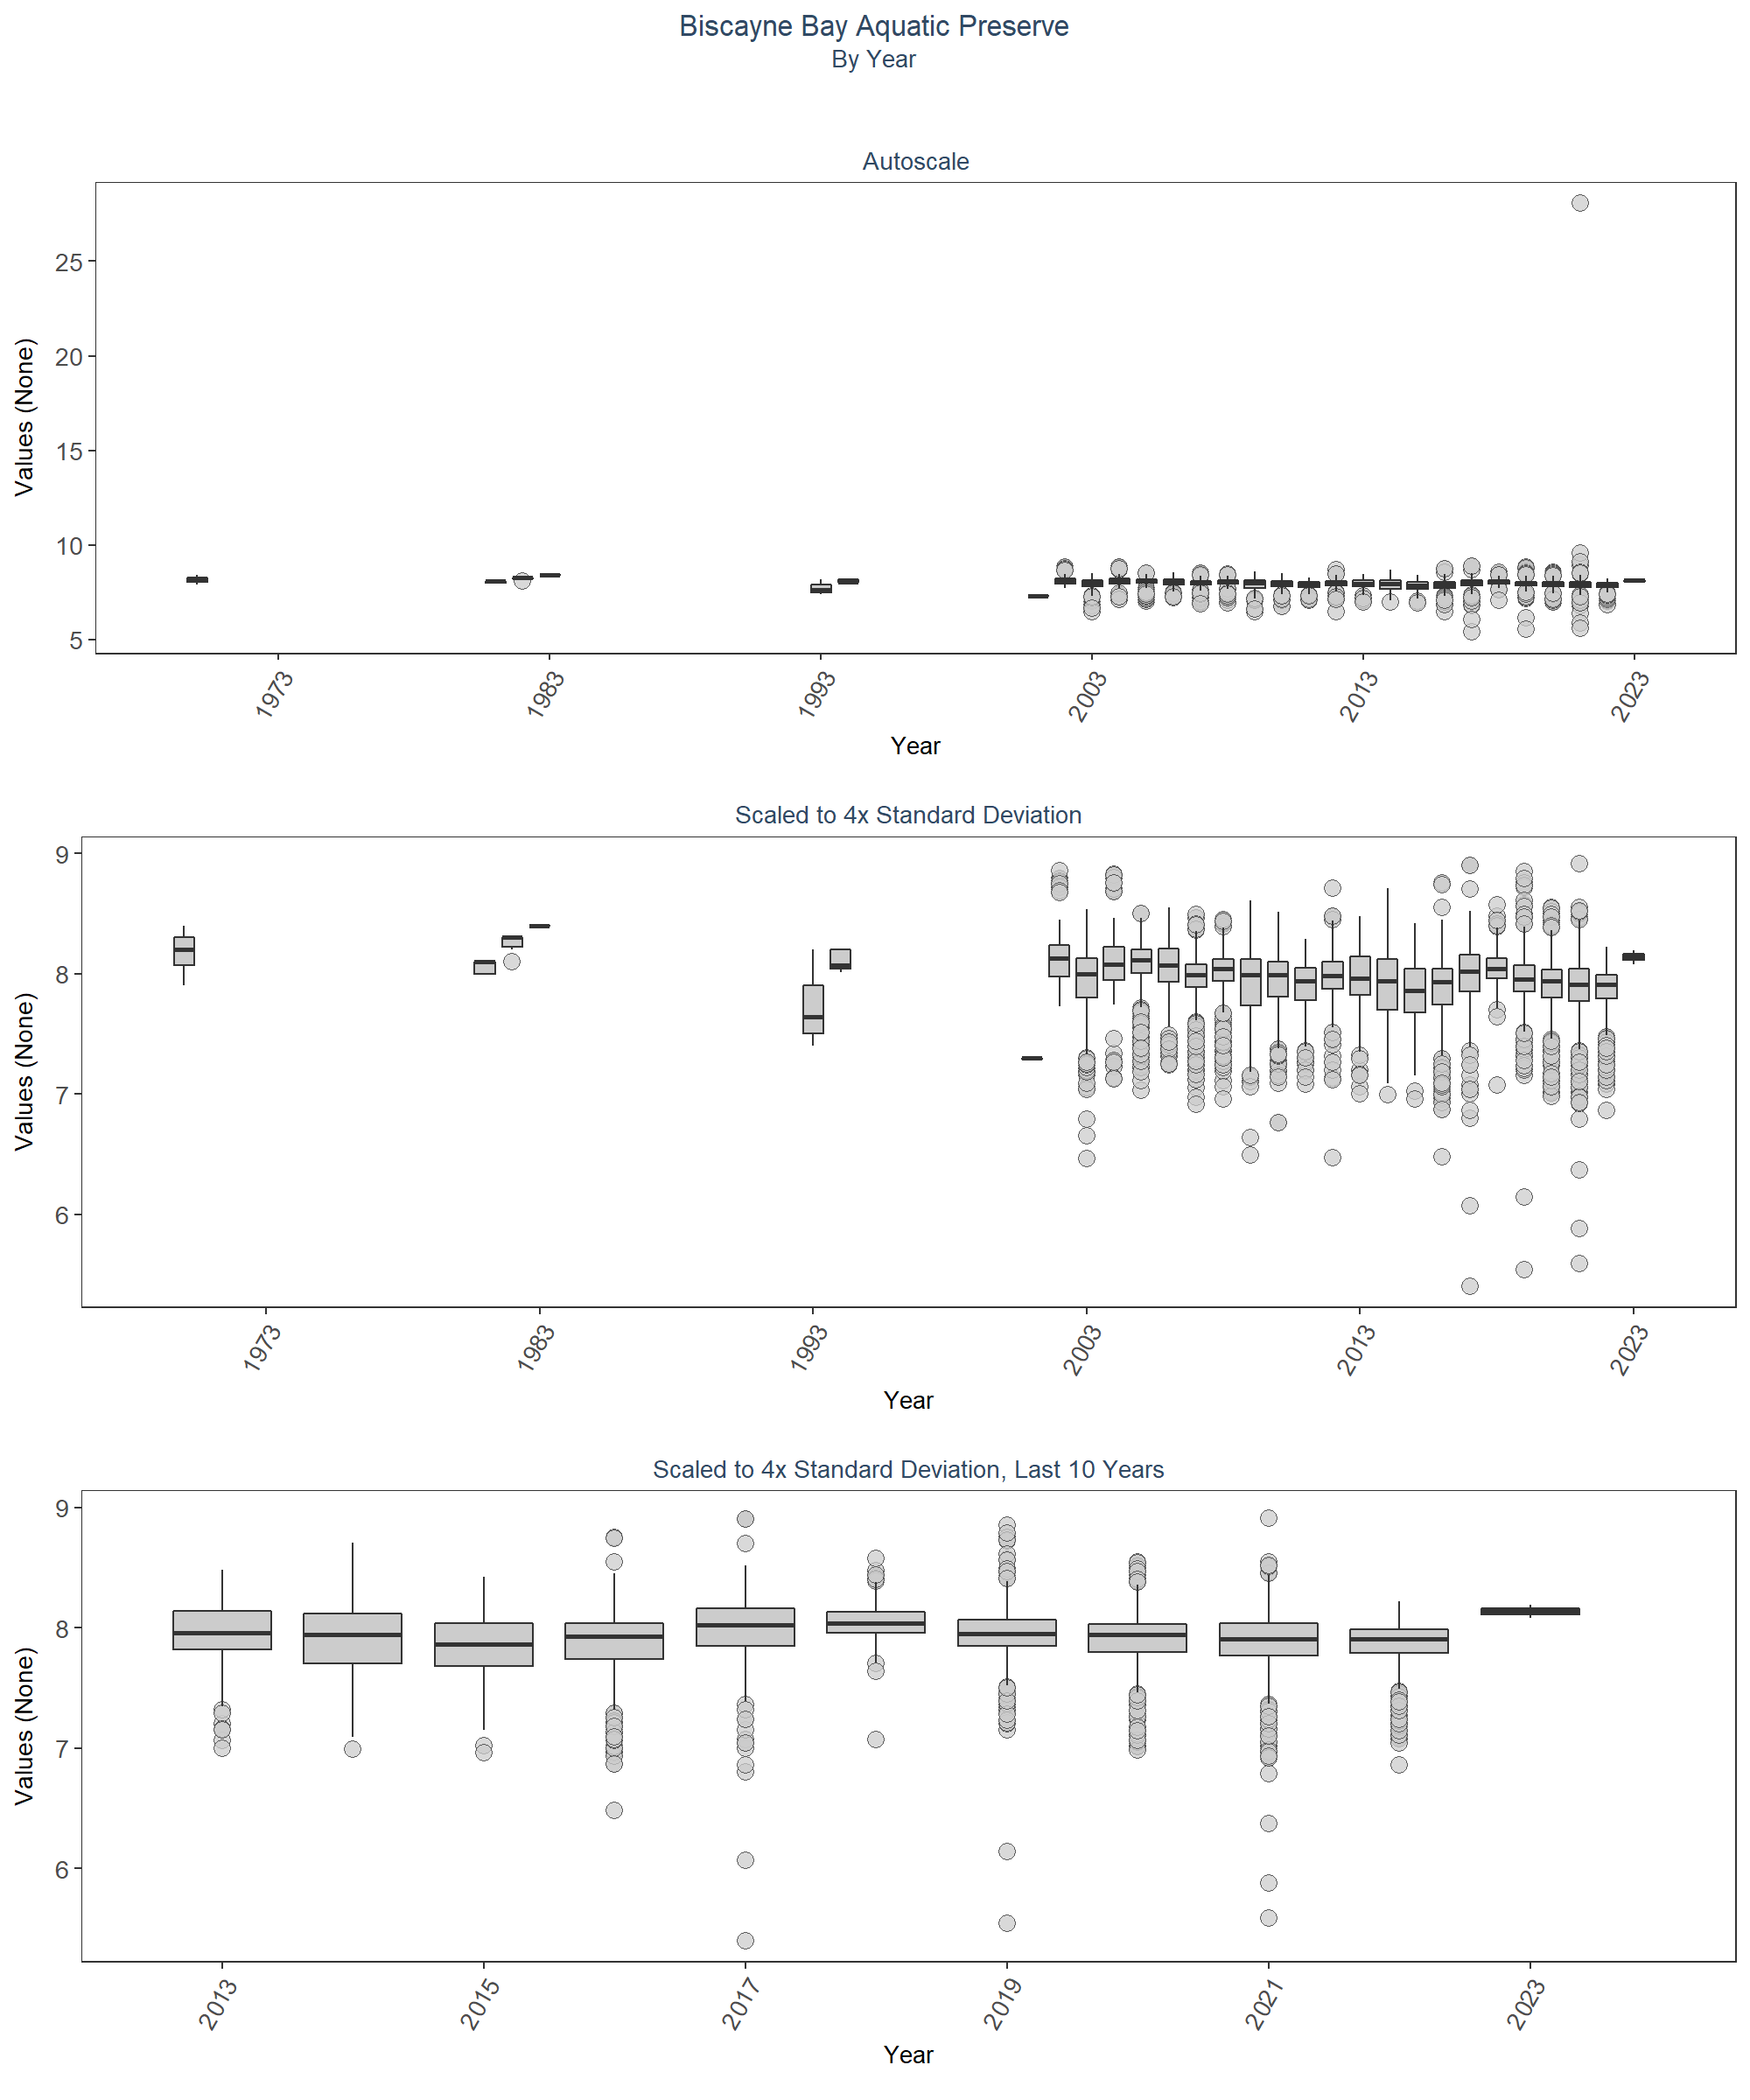 Biscayne Bay Aquatic Preserve
By Year
Autoscale
Values (None)
25
20
15
10
5
1973
1983
1993
2003
2013
2023
Year
Scaled to 4x Standard Deviation
Values (None)
9
8
7
6
1973
1983
1993
2003
2013
2023
Year
Scaled to 4x Standard Deviation, Last 10 Years
Values (None)
9
8
7
6
2013
2015
2017
2019
2021
2023
Year